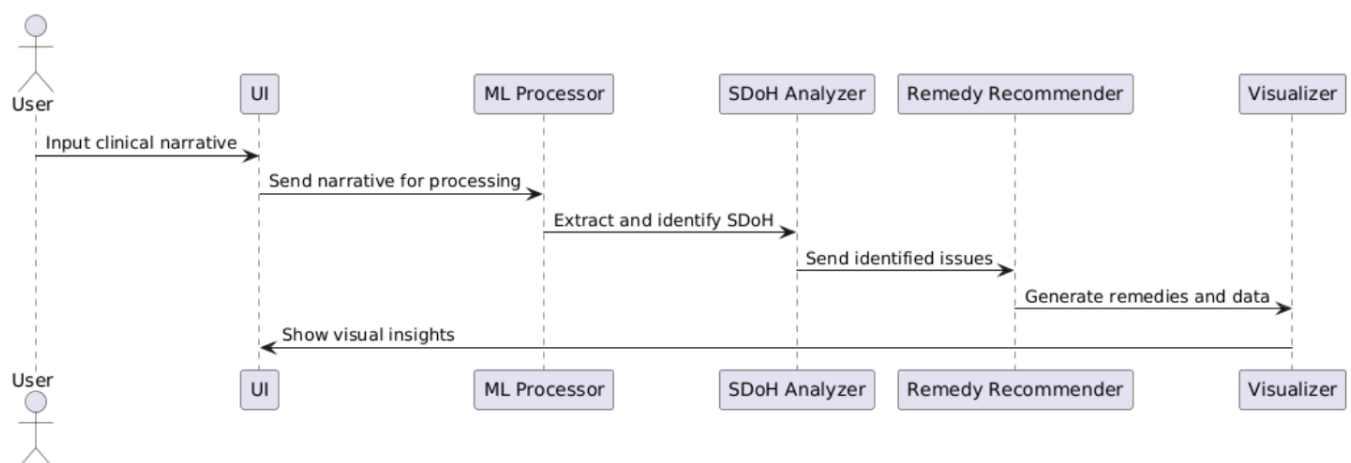 User
UI
ML Processor
SDoH Analyzer
Remedy Recommender
Visualizer
Input clinical narrative
Send narrative for processing
Extract and identify SDoH
Send identified issues
Generate remedies and data
Show visual insights
User
UI
ML Processor
SDoH Analyzer
Remedy Recommender
Visualizer